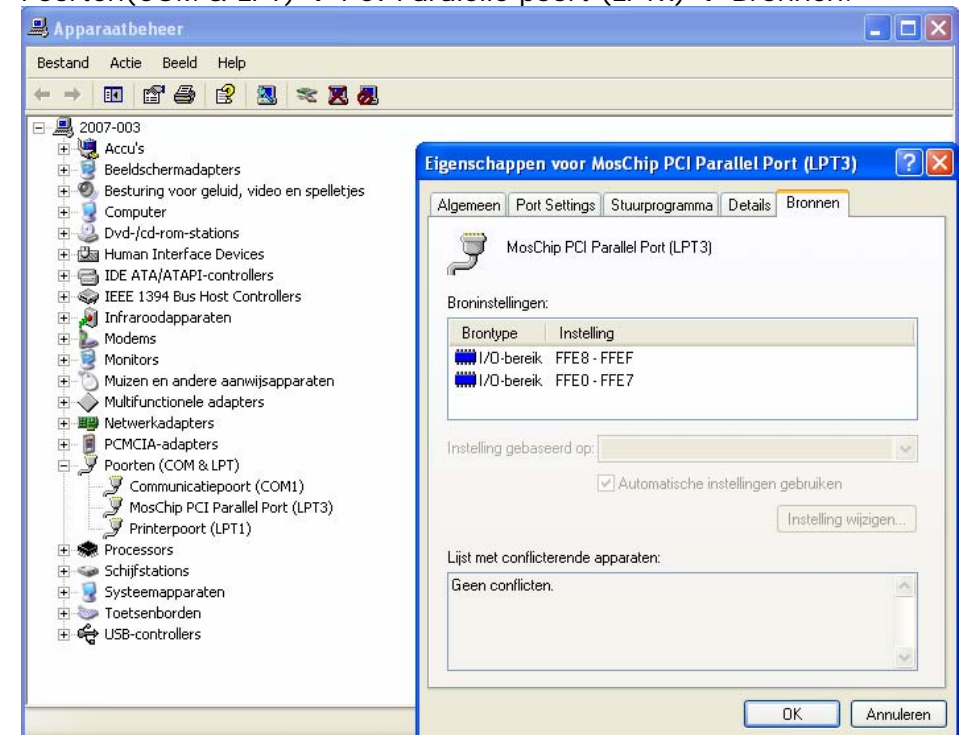 Apparaatbeheer
Bestand Actie Beeld Help
2007-003
Accu's
Beeldschermadapters
Besturing voor geluid, video en spelletjes
Computer
Dvd-/cd-rom-stations
Human Interface Devices
IDE ATA/ATAPI-controllers
IEEE 1394 Bus Host Controllers
Infraroodapparaten
Modems
Monitors
Muizen en andere aanwijsapparaten
Multifunctionele adapters
Netwerkadapters
PCMCIA-adapters
Poorten (COM & LPT)
Communicatiepoort (COM1)
MosChip PCI Parallel Port (LPT3)
Printerpoort (LPT1)
Processors
Schijfstations
Systeemapparaten
Toetsenborden
USB-controllers
Eigenschappen voor MosChip PCI Parallel Port (LPT3)
Algemeen Port Settings Stuurprogramma Details Bronnen
MosChip PCI Parallel Port (LPT3)
Broninstellingen:
Brontype Instelling
I/O-bereik FFE8 - FFEF
I/O-bereik FFE0 - FFE7
Instelling gebaseerd op:
Automatische instellingen gebruiken
Instelling wijzigen...
Lijst met conflicterende apparaten:
Geen conflicten.
OK Annuleren